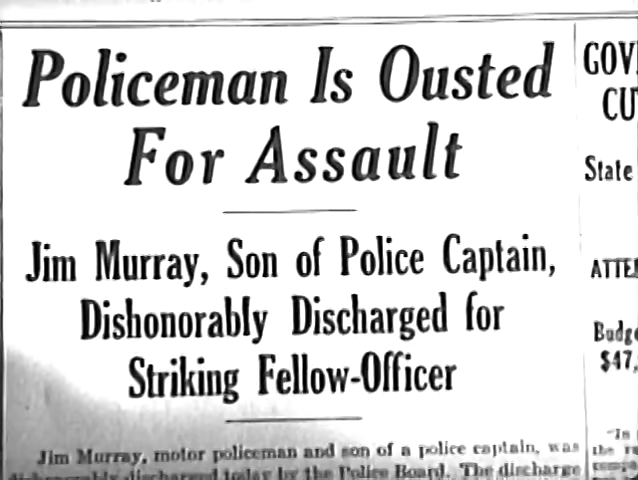 Policeman Is Ousted
For Assault
Jim Murray, Son of Police Captain,
Dishonorably Discharged for
Striking Fellow-Officer
Jim Murray, motor policeman and son of a police captain, was
discharged today by the Police Board. The discharge
GOV
CU
State
ATTE
Budg
$47,
"In
the